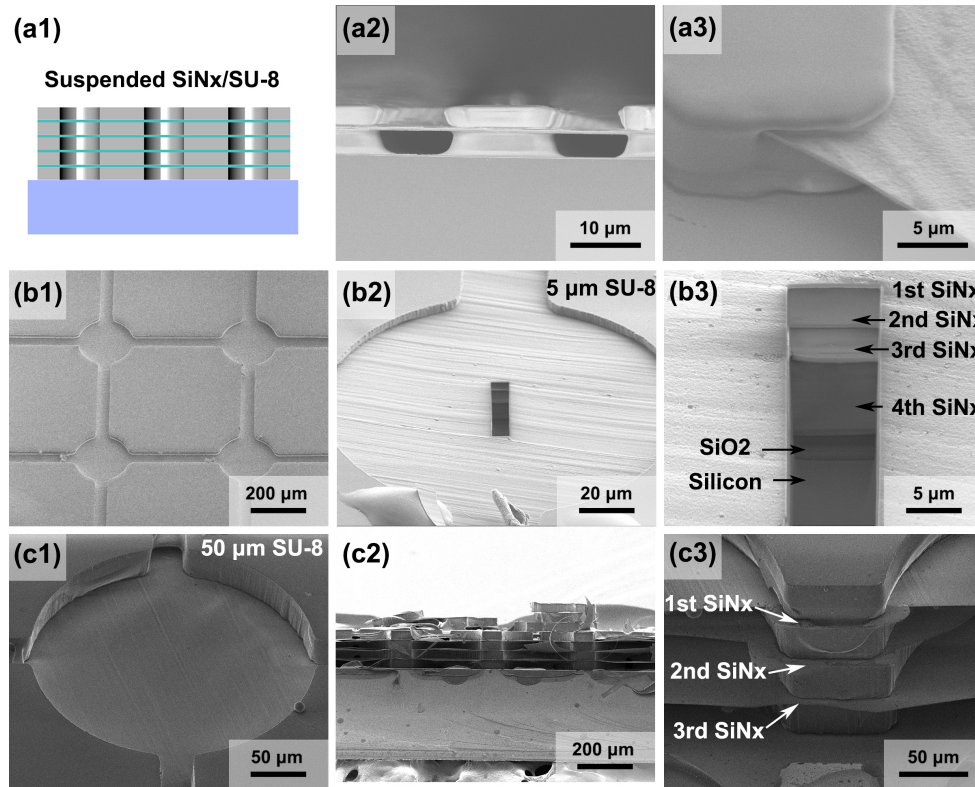 (a1)
Suspended SiNx/SU-8
(a2)
10 μm
(a3)
5 μm
(b1)
200 μm
(b2)
5 μm SU-8
20 μm
(b3)
1st SiNx
2nd SiNx
3rd SiNx
4th SiNx
SiO2
Silicon
5 μm
(c1)
50 μm SU-8
50 μm
(c2)
200 μm
(c3)
1st SiNx
2nd SiNx
3rd SiNx
50 μm